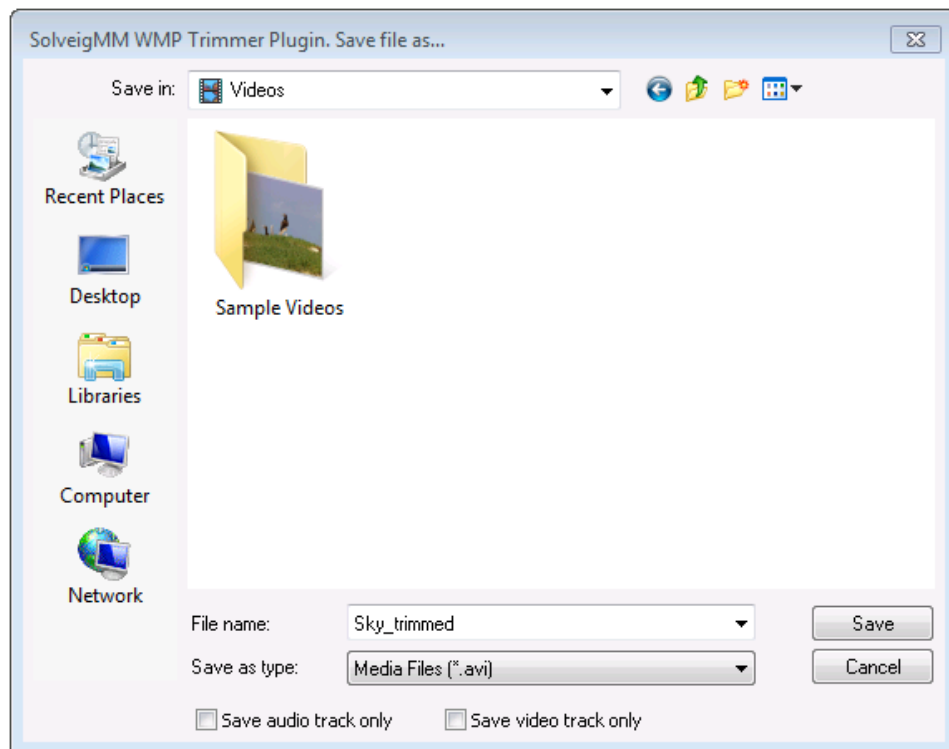 SolveigMM WMP Trimmer Plugin. Save file as...
Save in:
Videos
Recent Places
Desktop
Libraries
Computer
Network
Sample Videos
File name:
Sky_trimmed
Save
Save as type:
Media Files (*.avi)
Cancel
Save audio track only
Save video track only